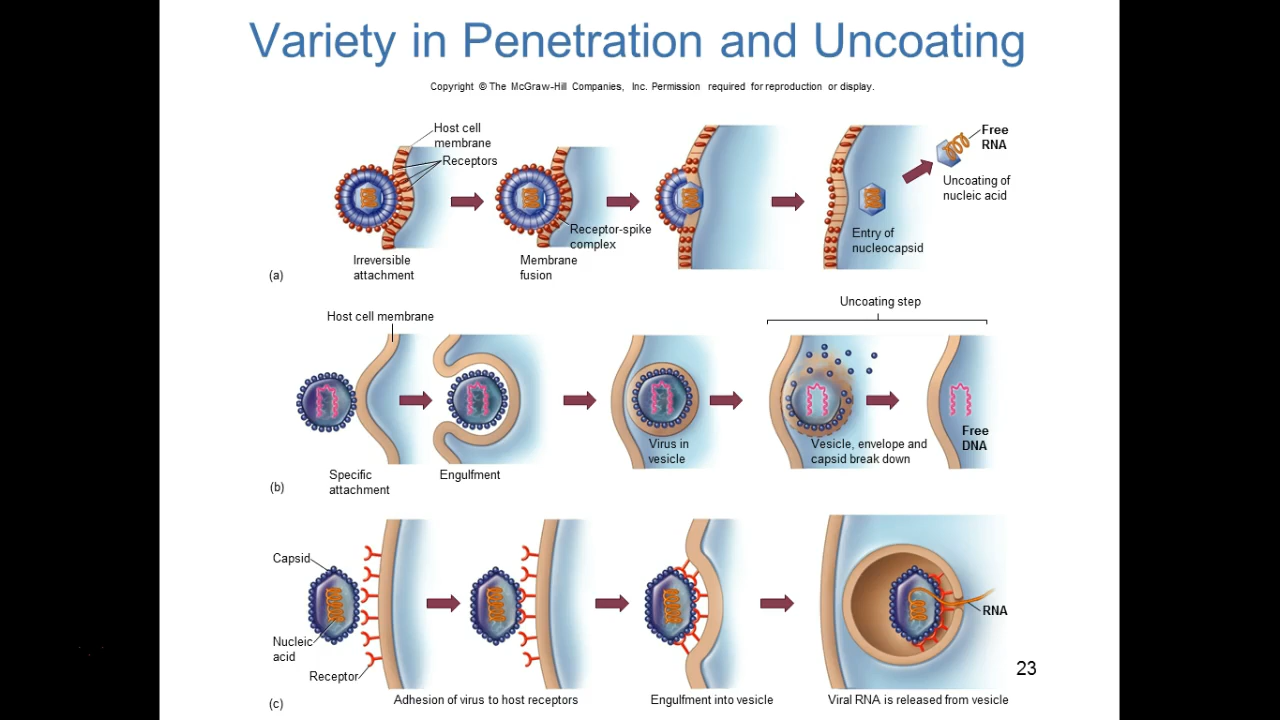 Variety in Penetration and Uncoating
Copyright © The McGraw-Hill Companies, Inc. Permission required for reproduction or display.
Host cell
membrane
Receptors
Receptor-spike
complex
Irreversible
attachment
Membrane
fusion
Entry of
nucleocapsid
Free
RNA
Uncoating of
nucleic acid
(a)
Uncoating step
Host cell membrane
Virus in
vesicle
Vesicle, envelope and
capsid break down
Free
DNA
Specific
attachment
Engulfment
(b)
Capsid
Nucleic
acid
Receptor
RNA
23
Adhesion of virus to host receptors
Engulfment into vesicle
Viral RNA is released from vesicle
(c)